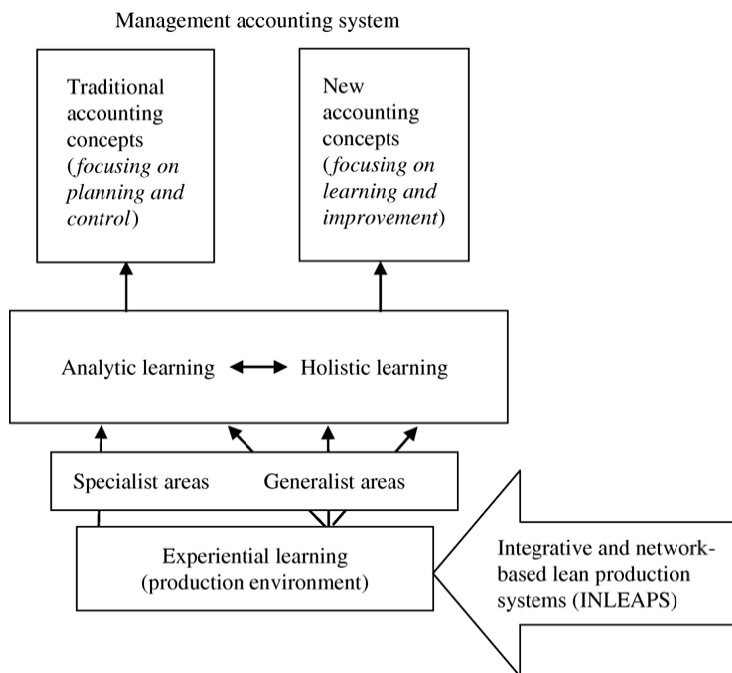 Management accounting system
Traditional
accounting
concepts
(focusing on
planning and
control)
New
accounting
concepts
(focusing on
learning and
improvement)
Analytic learning
Holistic learning
Specialist areas
Generalist areas
Experiential learning
(production environment)
Integrative and network-
based lean production
systems (INLEAPS)